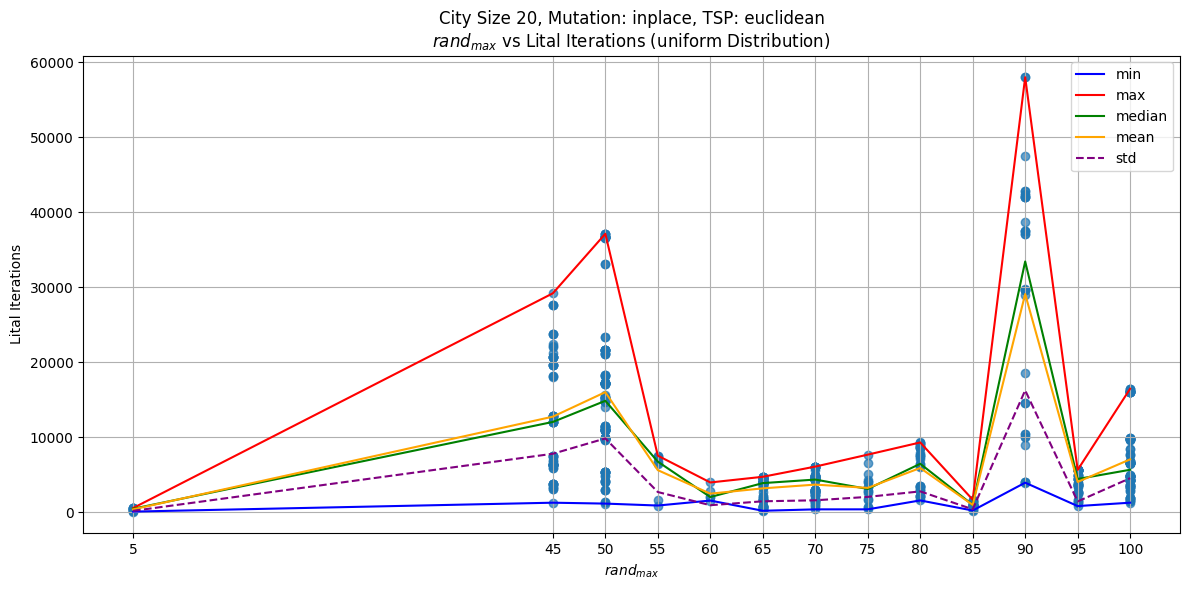 City Size 20, Mutation: inplace, TSP: euclidean
rand_max vs Lital Iterations (uniform Distribution)
60000
50000
40000
30000
20000
10000
0
Lital Iterations
min
max
median
mean
std
5 45 50 55 60 65 70 75 80 85 90 95 100
rand_max